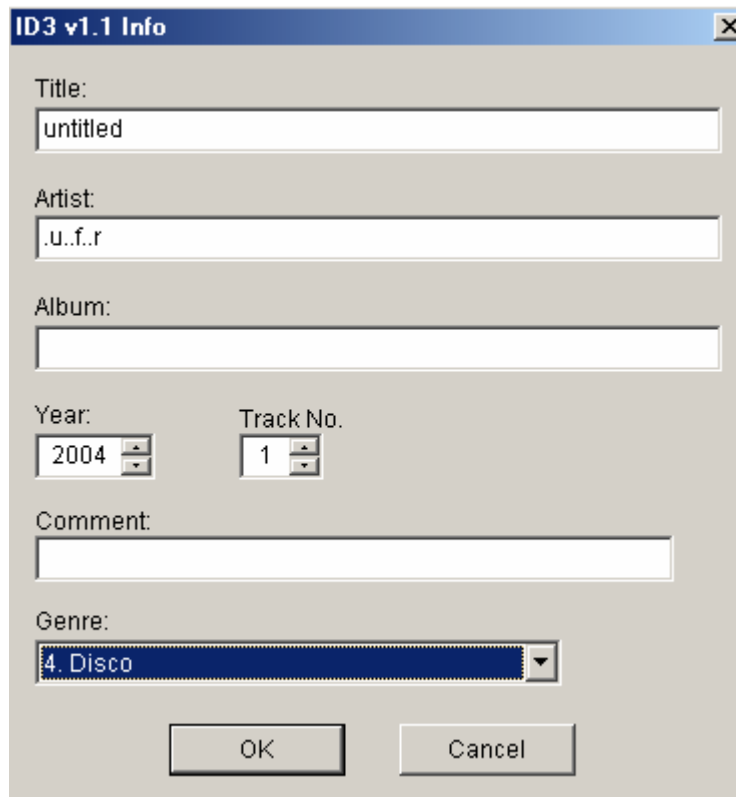 ID3 v1.1 Info
Title:
untitled
Artist:
.u..f..r
Album:
Year:
Track No.
2004
1
Comment:
Genre:
4. Disco
OK
Cancel